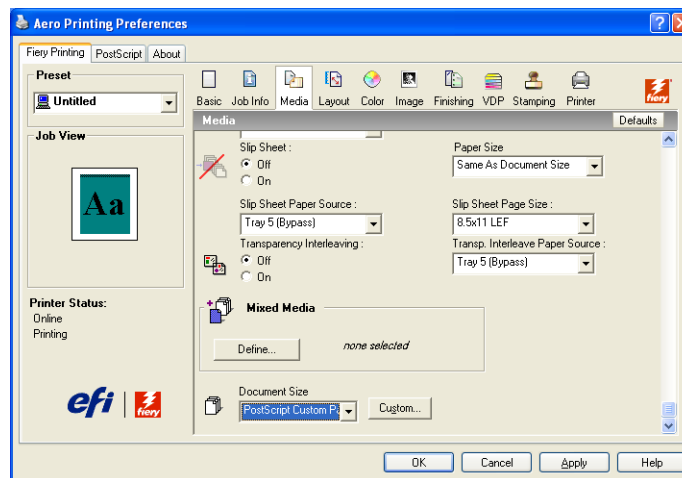 Aero Printing Preferences
Fiery Printing PostScript About
Preset
Untitled
Basic Job Info Media Layout Color Image Finishing VDP Stamping Printer
fiery
Media Defaults
Job View
Aa
Slip Sheet :
Off
On
Paper Size
Same As Document Size
Slip Sheet Paper Source :
Tray 5 (Bypass)
Slip Sheet Page Size :
8.5x11 LEF
Transparency Interleaving :
Off
On
Transp. Interleave Paper Source :
Tray 5 (Bypass)
Printer Status:
Online
Printing
Mixed Media
Define...
none selected
efi fiery
Document Size
PostScript Custom Pa
Custom...
OK Cancel Apply Help